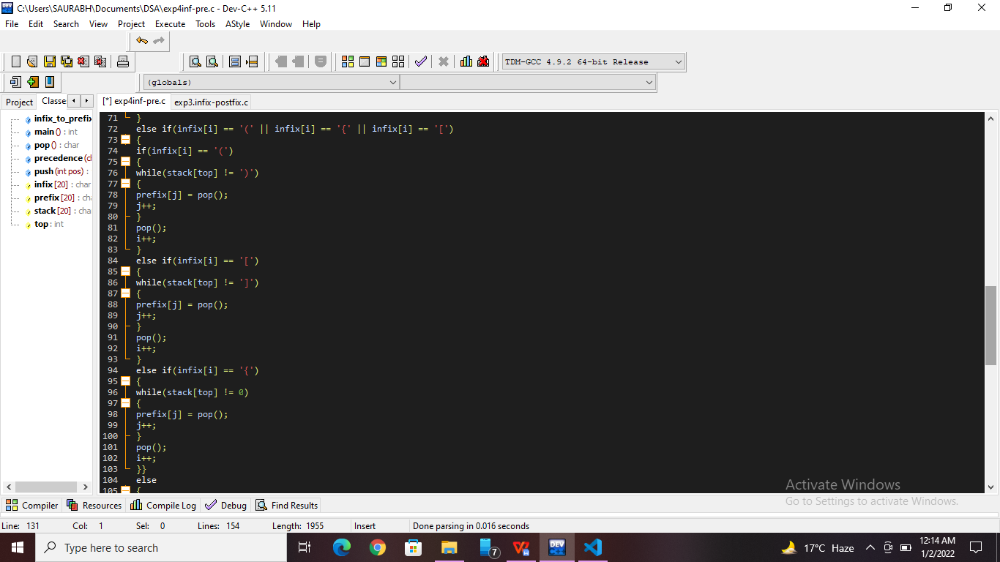 C:\Users\SAURABH\Documents\DSA\exp4inf-pre.c - Dev-C++ 5.11
File Edit Search View Project Execute Tools AStyle Window Help
TDM-GCC 4.9.2 64-bit Release
(globals)
Project Classe [*] exp4inf-pre.c exp3.infix-postfix.c
infix_to_prefix
main () : int
pop () : char
precedence (cl
push (int pos) :
infix [20] : char
prefix [20] : cha
stack [20] : cha
top : int
71 }
72 else if(infix[i] == '(' || infix[i] == '{' || infix[i] == '[')
73 {
74 if(infix[i] == '(')
75 {
76 while(stack[top] != ')')
77 {
78 prefix[j] = pop();
79 j++;
80 }
81 pop();
82 i++;
83 }
84 else if(infix[i] == '[')
85 {
86 while(stack[top] != ']')
87 {
88 prefix[j] = pop();
89 j++;
90 }
91 pop();
92 i++;
93 }
94 else if(infix[i] == '{')
95 {
96 while(stack[top] != 0)
97 {
98 prefix[j] = pop();
99 j++;
100 }
101 pop();
102 i++;
103 }}
104 else
105 {
Activate Windows
Go to Settings to activate Windows.
Compiler Resources Compile Log Debug Find Results
Line: 131 Col: 1 Sel: 0 Lines: 154 Length: 1955 Insert Done parsing in 0.016 seconds
Type here to search
7
DEV
17°C Haze
12:14 AM
1/2/2022